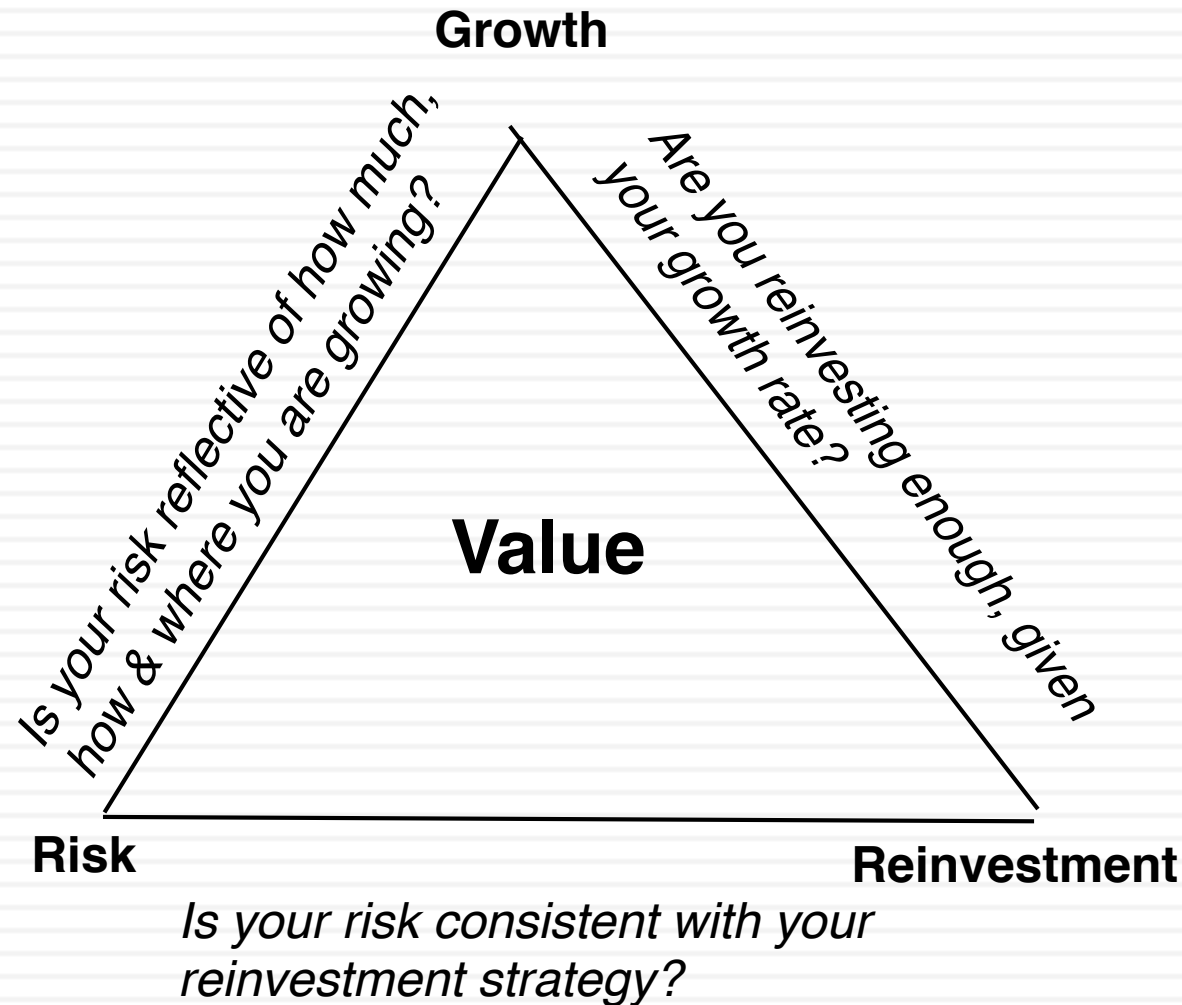 Growth
Is your risk reflective of how much,
how & where you are growing?
Are you reinvesting enough, given
your growth rate?
Value
Risk
Reinvestment
Is your risk consistent with your
reinvestment strategy?